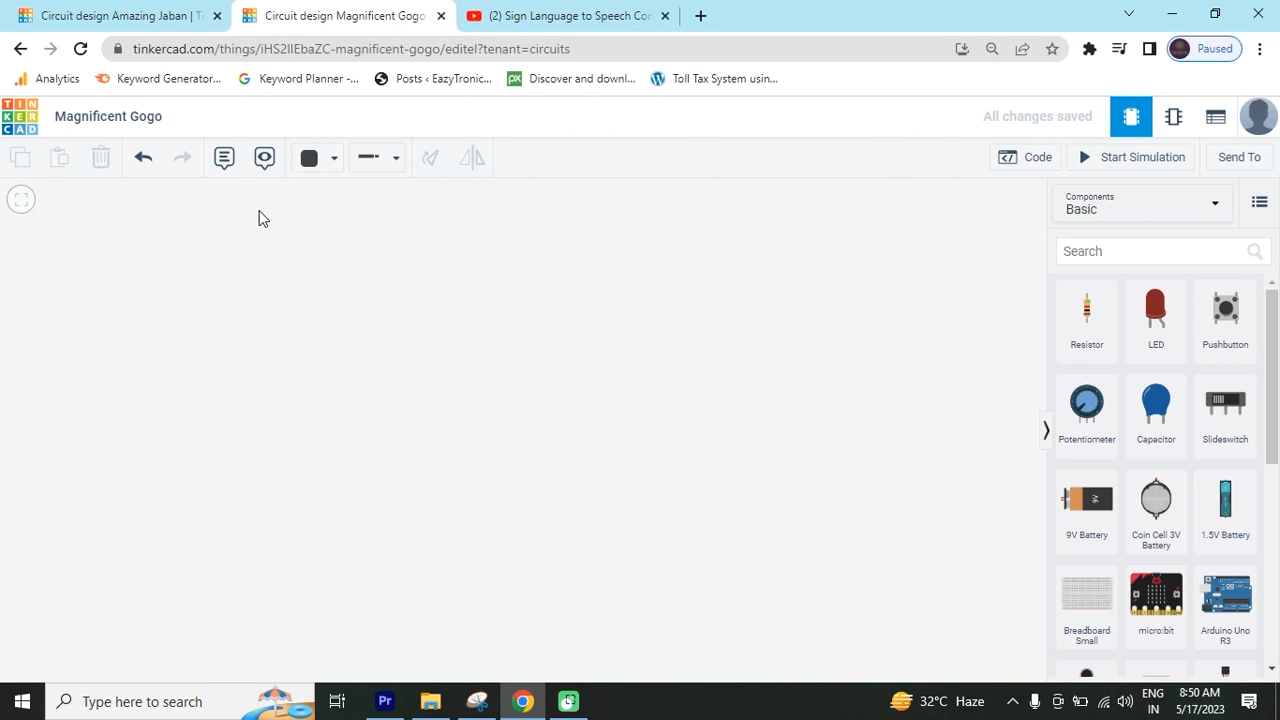 Circuit design Amazing Jaban | Ti
Circuit design Magnificent Gogo
(2) Sign Language to Speech Con
tinkercad.com/things/iHS2IIEbaZC-magnificent-gogo/editel?tenant=circuits
Paused
Analytics
Keyword Generator...
Keyword Planner -...
Posts ‹ EazyTronic...
Discover and downl...
Toll Tax System usin...
TIN
KER
CAD
Magnificent Gogo
All changes saved
Code
Start Simulation
Send To
Components
Basic
Search
Resistor
LED
Pushbutton
Potentiometer
Capacitor
Slideswitch
9V
9V Battery
Coin Cell 3V
Battery
1.5V Battery
Breadboard
Small
micro:bit
Arduino Uno
R3
Type here to search
Pr
32°C Haze
ENG
IN
8:50 AM
5/17/2023